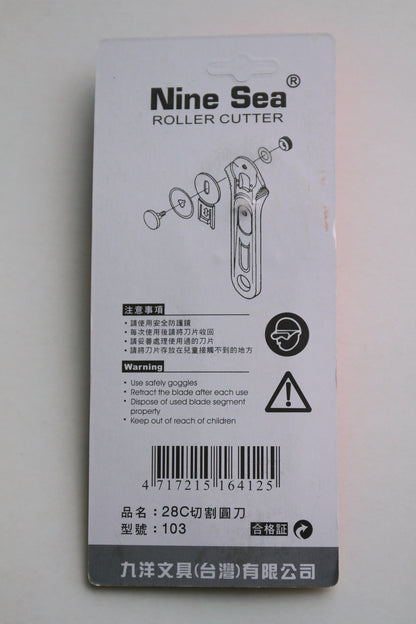 Nine Sea®
ROLLER CUTTER
注意事項
・請使用安全防護鏡
・每次使用後請將刀片收回
・請妥善處理使用過的刀片
・請將刀片存放在兒童接觸不到的地方
Warning
• Use safely goggles
• Retract the blade after each use
• Dispose of used blade segment
properly
• Keep out of reach of children
4 717215 164125
品名：28C切割圓刀
型號：103
合格証
九洋文具(台灣)有限公司